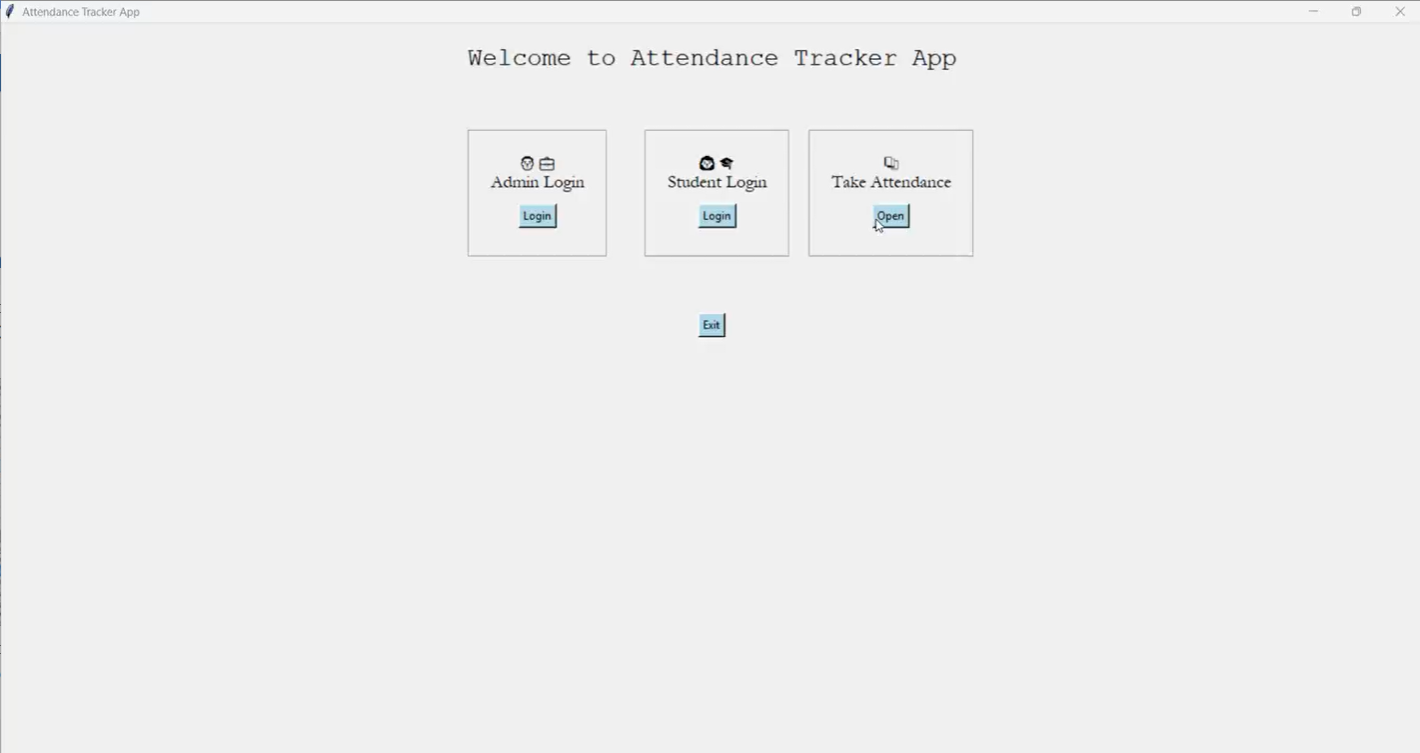 Attendance Tracker App
Welcome to Attendance Tracker App
Admin Login
Login
Student Login
Login
Take Attendance
Open
Exit